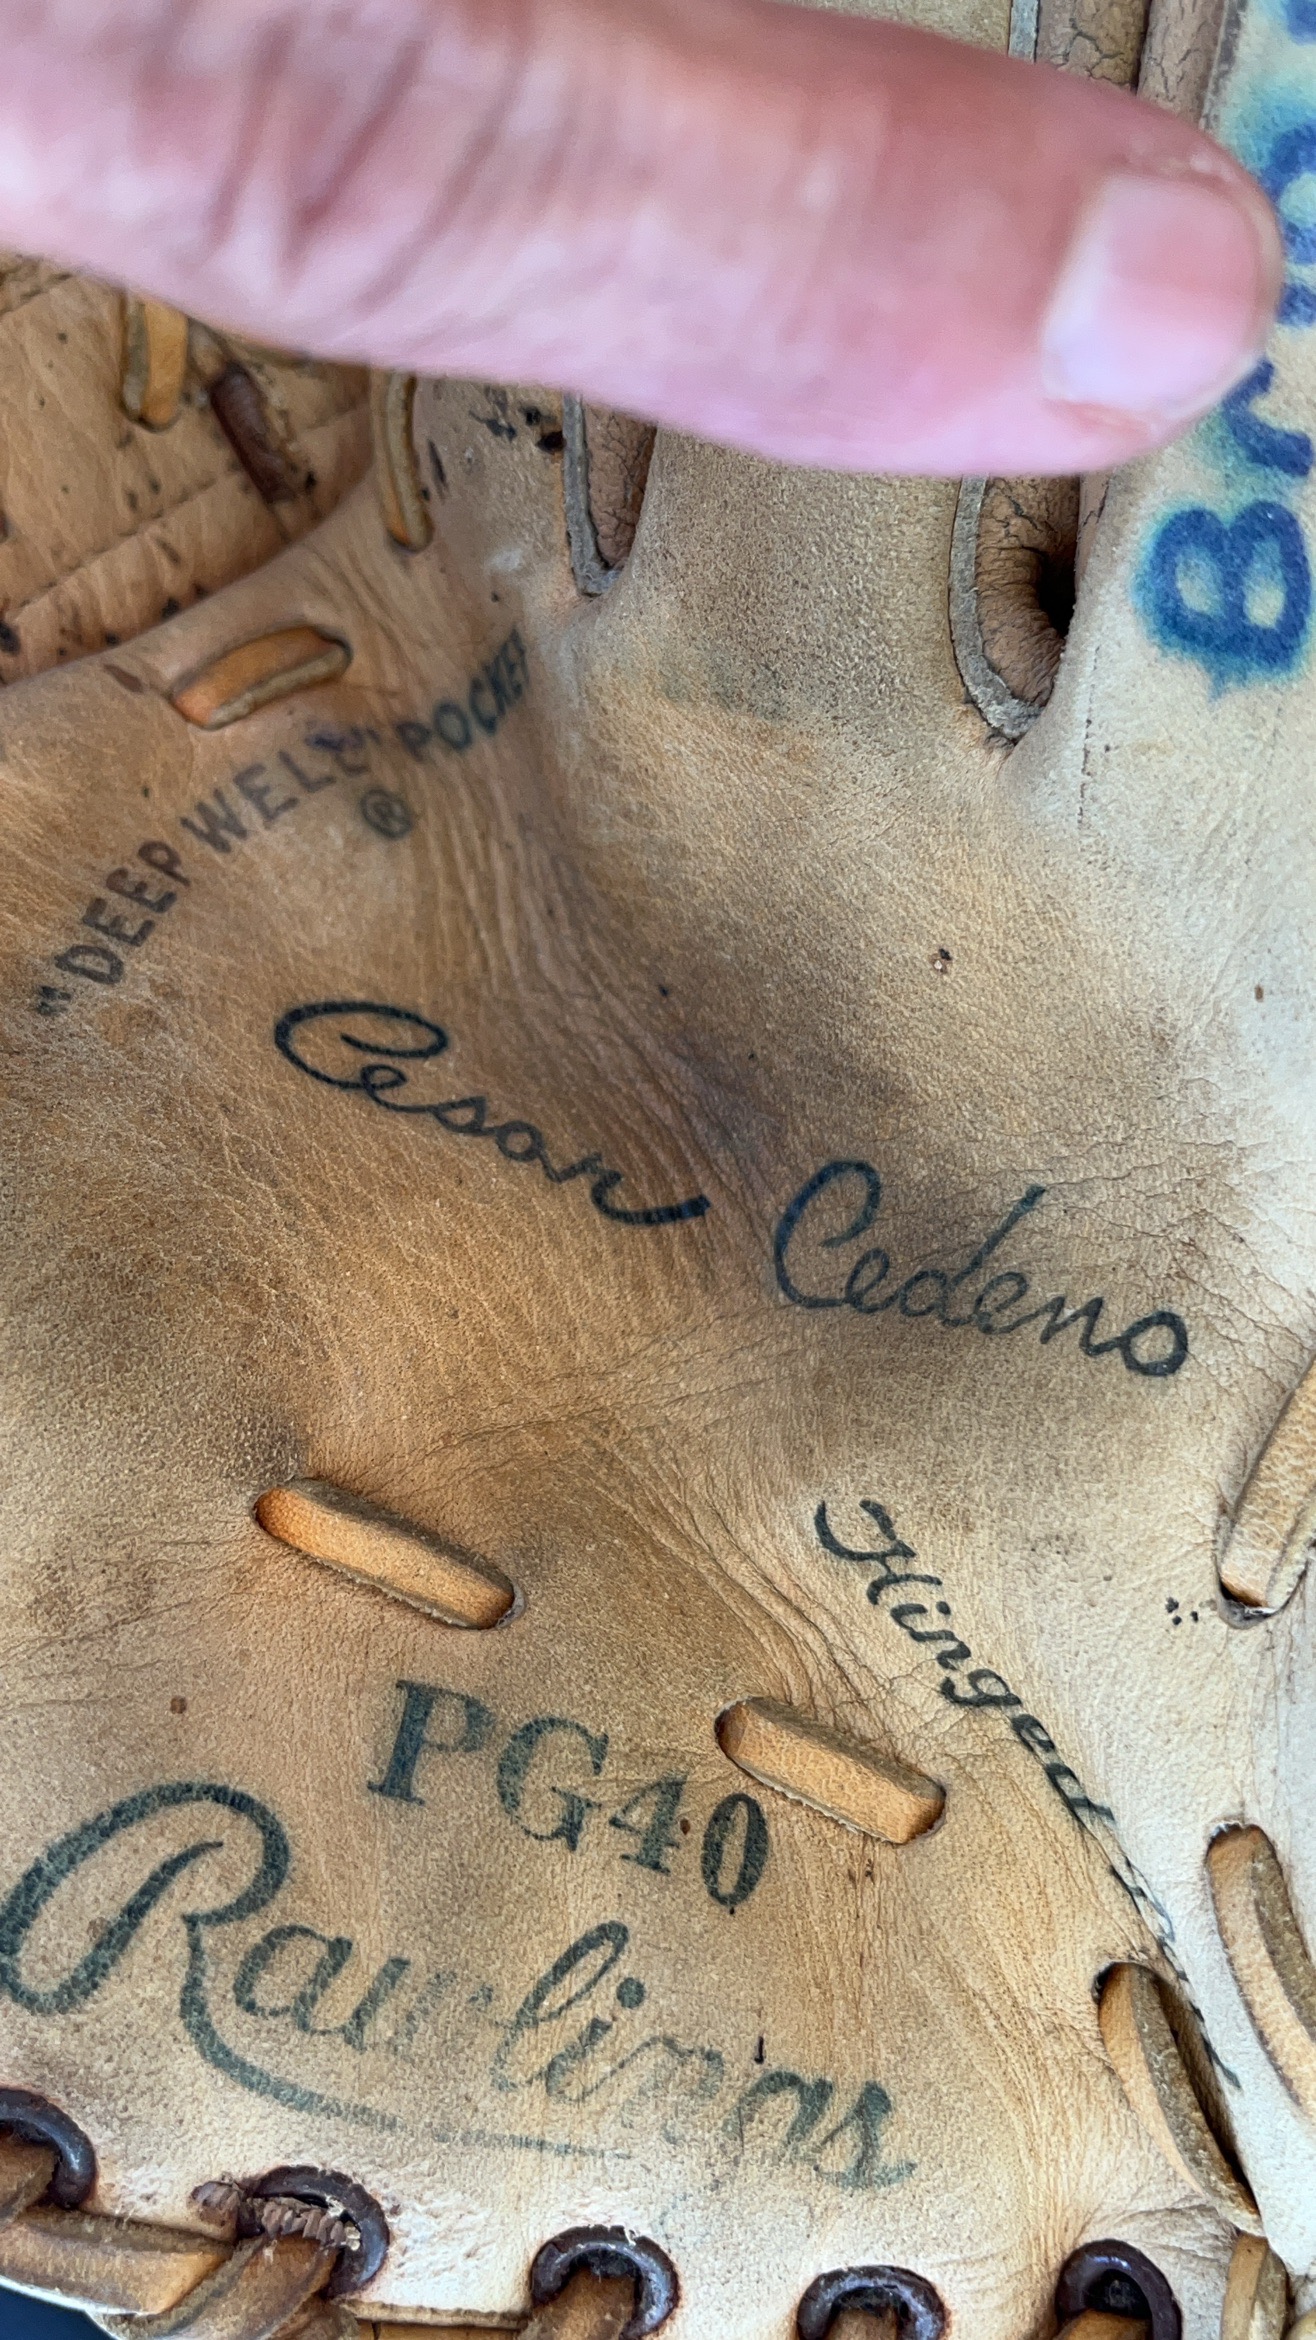 "DEEP WELL" POCKET
®
Cesar Cedeno
Hinged
PG40
Rawlings